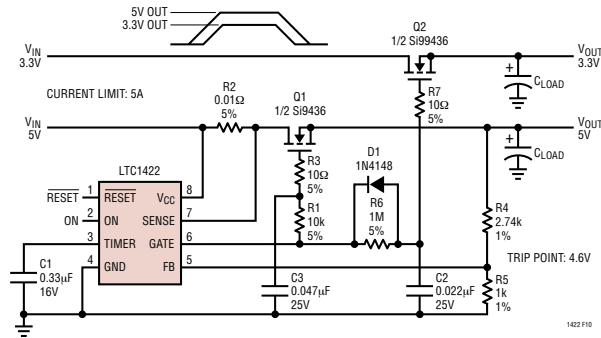 5V OUT
3.3V OUT
Q2
1/2 Si99436
VIN
3.3V
VOUT
3.3V
CURRENT LIMIT: 5A
R2
0.01Ω
5%
Q1
1/2 Si9436
R7
10Ω
5%
+
CLOAD
VIN
5V
VOUT
5V
LTC1422
R3
10Ω
5%
D1
1N4148
+
CLOAD
RESET 1 RESET VCC 8
ON 2 ON SENSE 7
3 TIMER GATE 6
4 GND FB 5
R1
10k
5%
R6
1M
5%
R4
2.74k
1%
TRIP POINT: 4.6V
C1
0.33µF
16V
C3
0.047µF
25V
C2
0.022µF
25V
R5
1k
1%
1422 F10